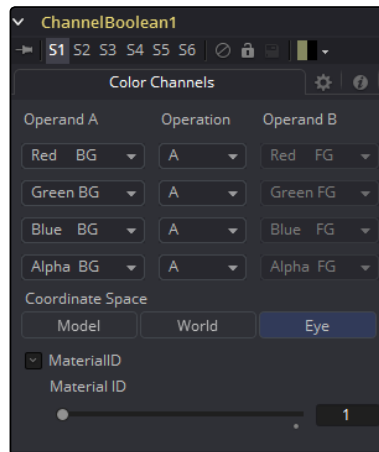 ChannelBoolean1
S1 S2 S3 S4 S5 S6
Color Channels
Operand A Operation Operand B
Red BG A Red FG
Green BG A Green FG
Blue BG A Blue FG
Alpha BG A Alpha FG
Coordinate Space
Model World Eye
MaterialID
Material ID
1